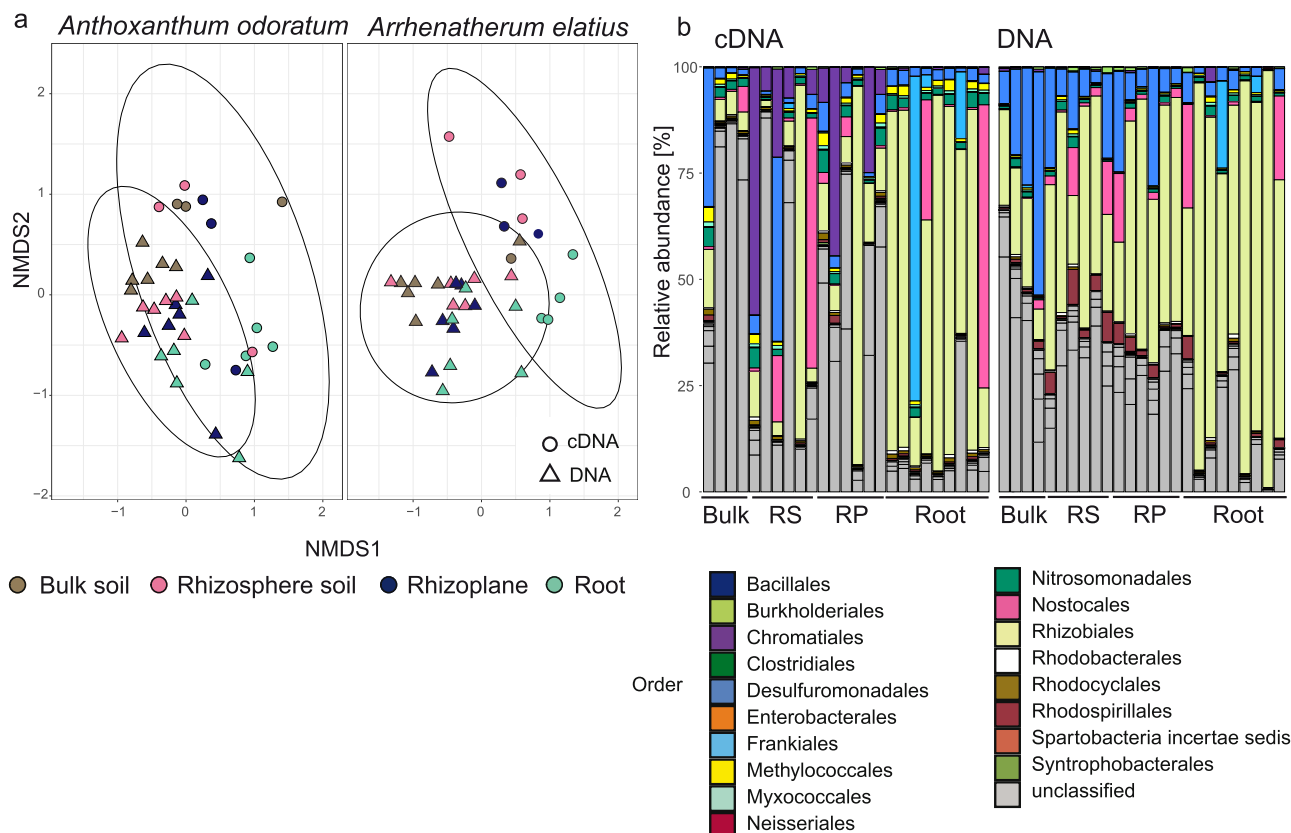 a
Anthoxanthum odoratum
Arrhenatherum elatius
2
1
0
−1
−2
NMDS2
−1
0
1
2
−1
0
1
2
NMDS1
cDNA
DNA
Bulk soil
Rhizosphere soil
Rhizoplane
Root
b
cDNA
DNA
Relative abundance [%]
100
75
50
25
0
Bulk
RS
RP
Root
Bulk
RS
RP
Root
Order
Bacillales
Burkholderiales
Chromatiales
Clostridiales
Desulfuromonadales
Enterobacterales
Frankiales
Methylococcales
Myxococcales
Neisseriales
Nitrosomonadales
Nostocales
Rhizobiales
Rhodobacterales
Rhodocyclales
Rhodospirillales
Spartobacteria incertae sedis
Syntrophobacterales
unclassified